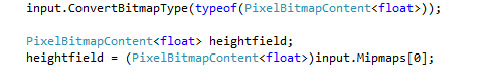 input.ConvertBitmapType(typeof(PixelBitmapContent<float>));
PixelBitmapContent<float> heightfield;
heightfield = (PixelBitmapContent<float>)input.Mipmaps[0];